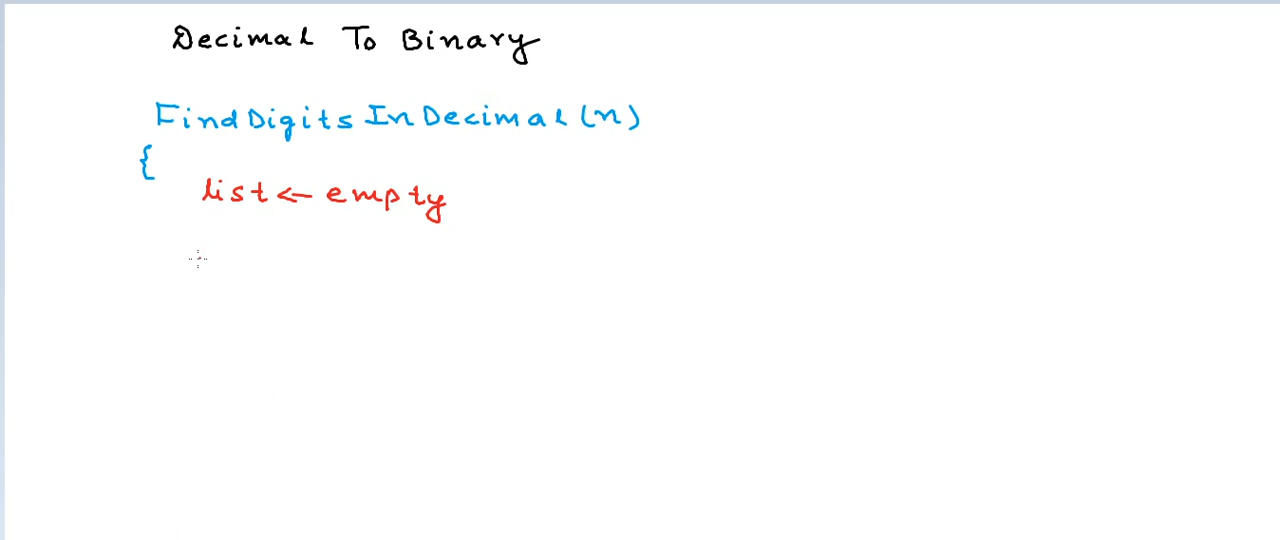 Decimal To Binary
FindDigitsInDecimal(n)
{
list ← empty